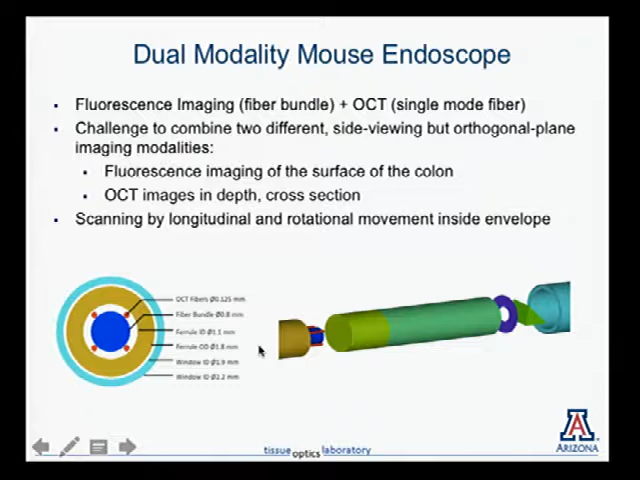 Dual Modality Mouse Endoscope
Fluorescence Imaging (fiber bundle) + OCT (single mode fiber)
Challenge to combine two different, side-viewing but orthogonal-plane
imaging modalities:
Fluorescence imaging of the surface of the colon
OCT images in depth, cross section
Scanning by longitudinal and rotational movement inside envelope
OCT Fibers Ø0.125 mm
Fiber Bundle Ø0.8 mm
Ferrule ID Ø1.1 mm
Ferrule OD Ø1.8 mm
Window ID Ø1.9 mm
Window ID Ø2.2 mm
tissue optics laboratory
A
ARIZONA